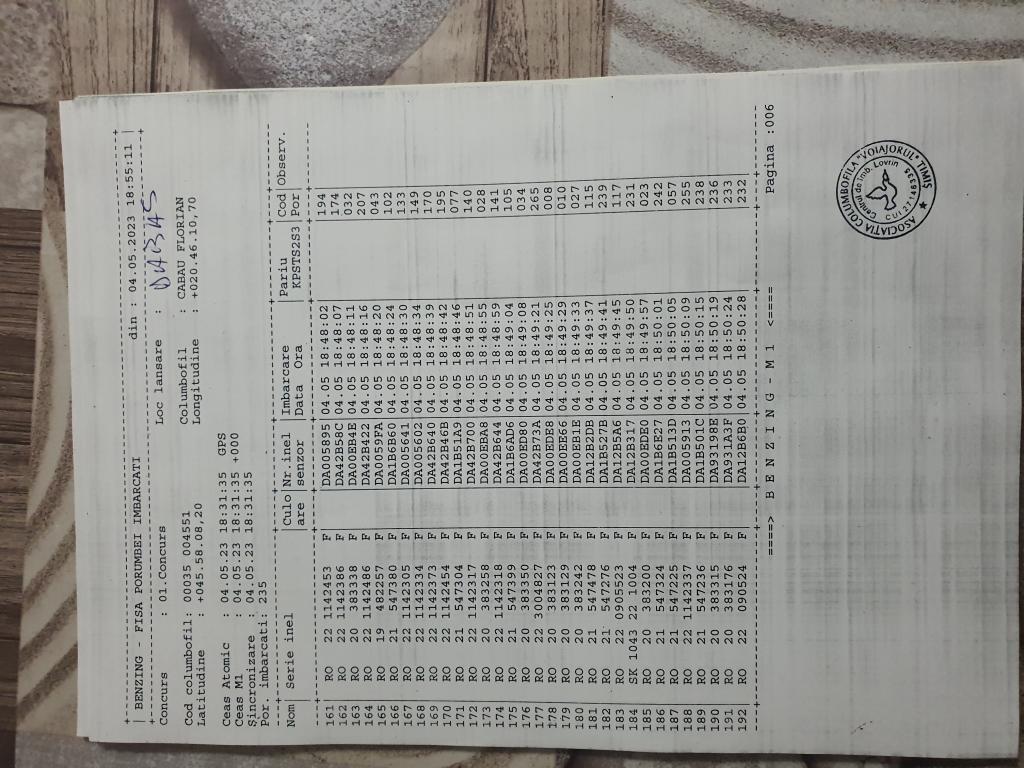 | BENZING - FISA PORUMBEI IMBARCATI din : 04.05.2023 18:55:11 |
Concurs : 01.Concurs Loc lansare :
Cod columbofil: 00035 004551 Columbofil : CABAU FLORIAN
Latitudine : +045.58.08,20 Longitudine : +020.46.10,70
Ceas Atomic : 04.05.23 18:31:35 GPS
Ceas M1 : 04.05.23 18:31:35 +000
Sincronizare : 04.05.23 18:31:35
Por. imbarcati: 235
Nom| Serie inel |Culo|Nr.inel |Imbarcare |Pariu |Cod |Observ.
|are |senzor |Data Ora |KPSTS2S3 |Por |
161 | RO 22 1142453 F | |DA005895|04.05 18:48:02| | 194
162 | RO 22 1142386 F | |DA42B58C|04.05 18:48:07| | 174
163 | RO 20 383338 F | |DA00EB4E|04.05 18:48:11| | 032
164 | RO 22 1142486 F | |DA42B422|04.05 18:48:16| | 207
165 | RO 19 482257 F | |DA0059FA|04.05 18:48:20| | 043
166 | RO 21 547380 F | |DA1B6B60|04.05 18:48:24| | 102
167 | RO 22 1142305 F | |DA005641|04.05 18:48:30| | 133
168 | RO 22 1142334 F | |DA005602|04.05 18:48:34| | 149
169 | RO 22 1142373 F | |DA42B640|04.05 18:48:39| | 170
170 | RO 22 1142454 F | |DA42B46B|04.05 18:48:42| | 195
171 | RO 21 547304 F | |DA1B51A9|04.05 18:48:46| | 077
172 | RO 22 1142317 F | |DA42B700|04.05 18:48:51| | 140
173 | RO 20 383258 F | |DA00EBA8|04.05 18:48:55| | 028
174 | RO 22 1142318 F | |DA42B644|04.05 18:48:59| | 141
175 | RO 21 547399 F | |DA1B6AD6|04.05 18:49:04| | 105
176 | RO 20 383350 F | |DA00ED80|04.05 18:49:08| | 034
177 | RO 22 3004827 F | |DA42B73A|04.05 18:49:21| | 265
178 | RO 20 383123 F | |DA00EDE8|04.05 18:49:25| | 008
179 | RO 20 383129 F | |DA00EE66|04.05 18:49:29| | 010
180 | RO 20 383242 F | |DA00EB1E|04.05 18:49:33| | 027
181 | RO 21 547478 F | |DA12B2DB|04.05 18:49:37| | 115
182 | RO 21 547276 F | |DA1B527B|04.05 18:49:41| | 239
183 | RO 22 0905523 F | |DA12B5A6|04.05 18:49:45| | 117
184 | SK 1043 22 1004 F | |04.05 18:49:50| | 231
185 | RO 20 383200 F | |DA00EDB0|04.05 18:49:57| | 023
186 | RO 21 547324 F | |DA1B6E27|04.05 18:50:01| | 242
187 | RO 21 547225 F | |DA1B513D|04.05 18:50:05| | 057
188 | RO 22 1142337 F | |DA005913|04.05 18:50:09| | 255
189 | RO 21 547236 F | |DA1B501C|04.05 18:50:15| | 238
190 | RO 20 383315 F | |DA9319BE|04.05 18:50:19| | 236
191 | RO 20 383176 F | |DA931A3F|04.05 18:50:24| | 233
192 | RO 22 090524 F | |DA12B6B0|04.05 18:50:28| | 232
====> B E N Z I N G - M 1 <==== Pagina :006
ASOCIAȚIA COLUMBOFILA "VOIAJORUL" TIMIȘ
Centrul de imb. Lovrin